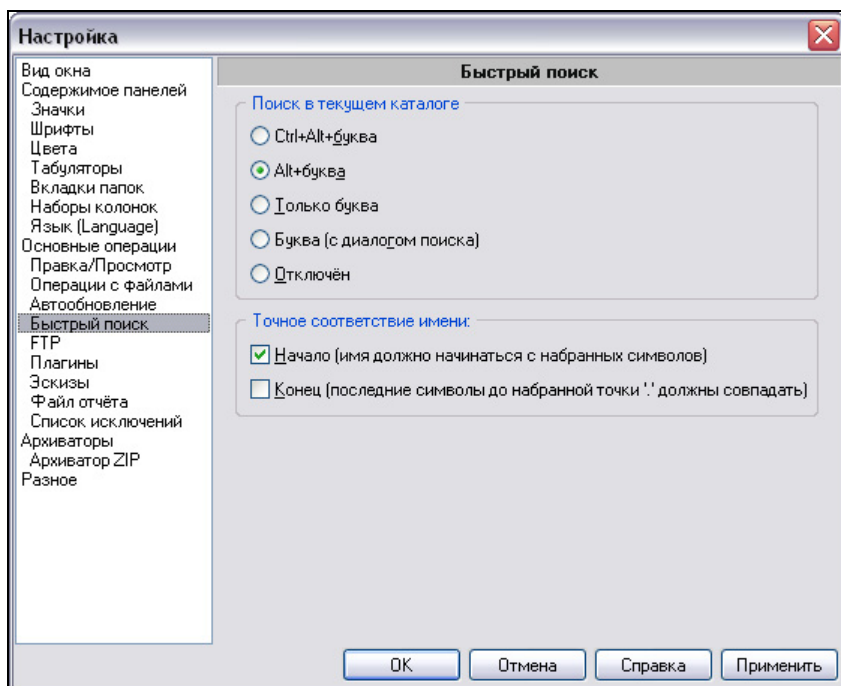 Настройка
Вид окна
Содержимое панелей
Значки
Шрифты
Цвета
Табуляторы
Вкладки папок
Наборы колонок
Язык (Language)
Основные операции
Правка/Просмотр
Операции с файлами
Автообновление
Быстрый поиск
FTP
Плагины
Эскизы
Файл отчёта
Список исключений
Архиваторы
Архиватор ZIP
Разное
Быстрый поиск
Поиск в текущем каталоге
Ctrl+Alt+буква
Alt+буква
Только буква
Буква (с диалогом поиска)
Отключён
Точное соответствие имени:
Начало (имя должно начинаться с набранных символов)
Конец (последние символы до набранной точки '.' должны совпадать)
OK
Отмена
Справка
Применить